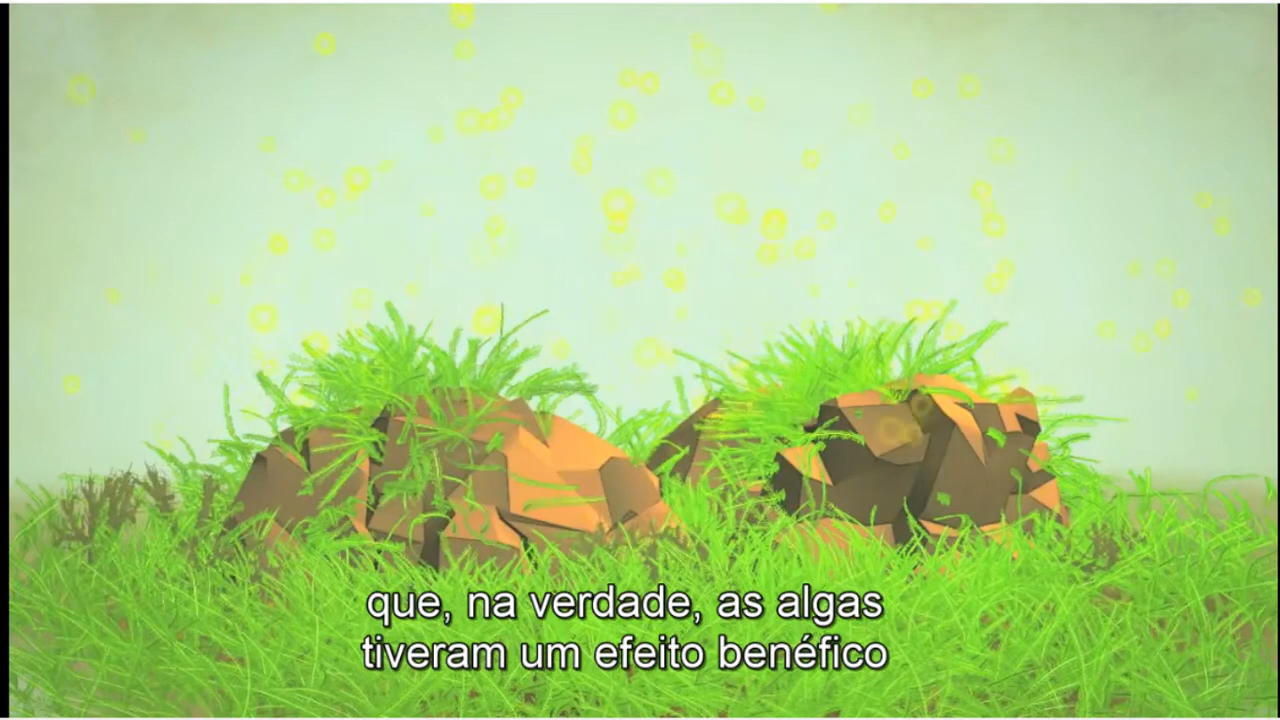 que, na verdade, as algas
tiveram um efeito benéfico